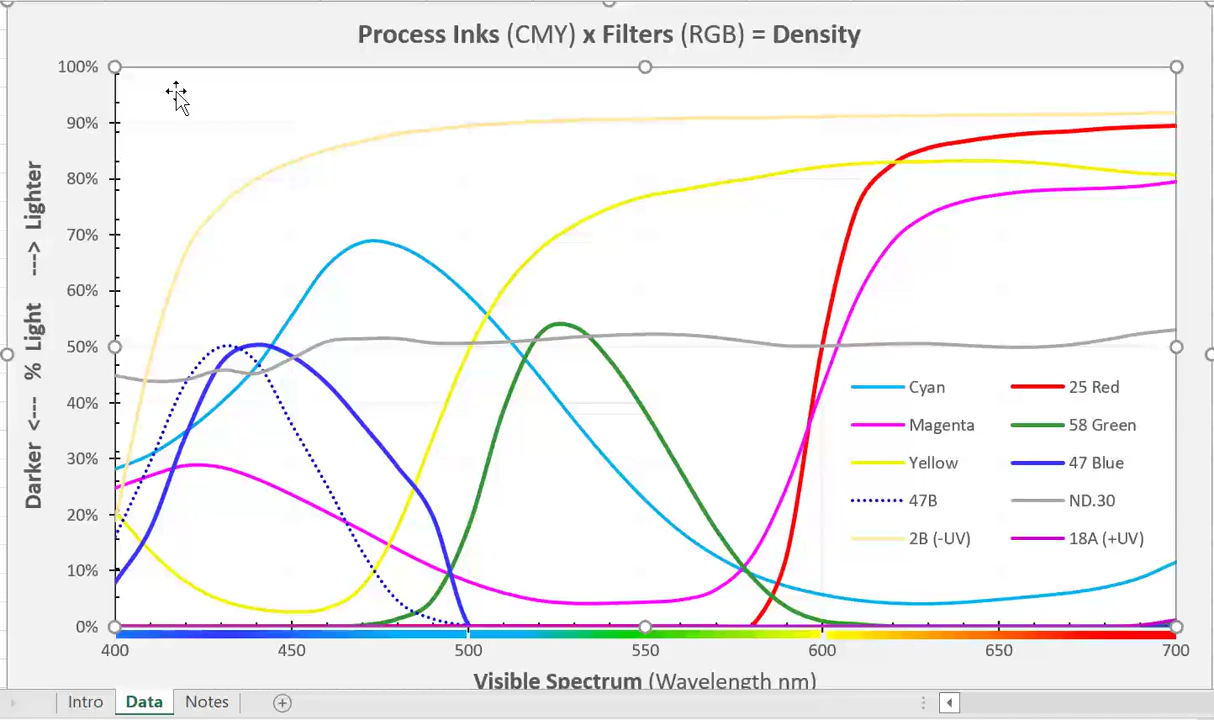 Process Inks (CMY) x Filters (RGB) = Density
100%
90%
80%
70%
60%
50%
40%
30%
20%
10%
0%
Darker <--- % Light ---> Lighter
Cyan 25 Red
Magenta 58 Green
Yellow 47 Blue
47B ND.30
2B (-UV) 18A (+UV)
400 450 500 550 600 650 700
Visible Spectrum (Wavelength nm)
Intro Data Notes